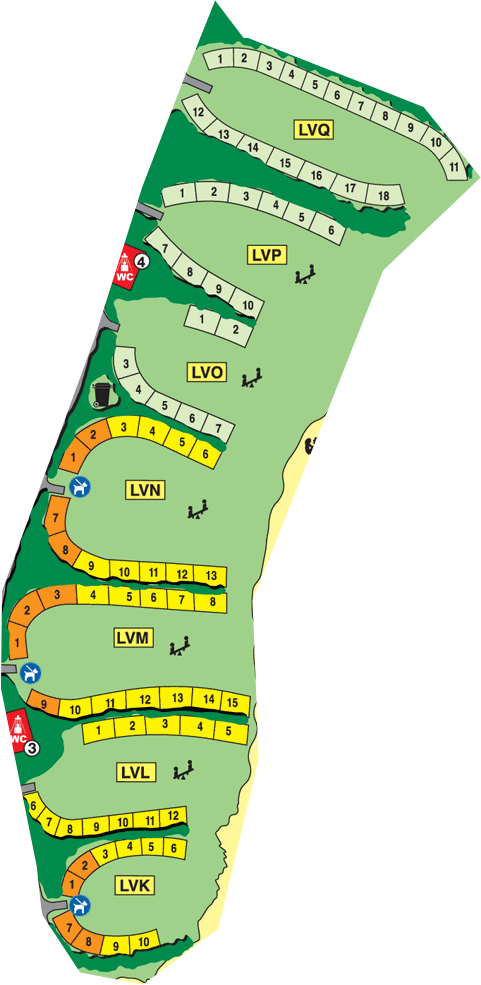 1 2 3 4 5 6 7 8 9 10 11
12 13 14 15 16 17 18
LVQ
1 2 3 4 5 6
LVP
7 8 9 10
4
WC
1 2
LVO
3 4 5 6 7
1 2 3 4 5 6
LVN
7 8 9 10 11 12 13
1 2 3 4 5 6 7 8
LVM
9 10 11 12 13 14 15
WC
3
1 2 3 4 5
LVL
6 7 8 9 10 11 12
1 2 3 4 5 6
LVK
7 8 9 10